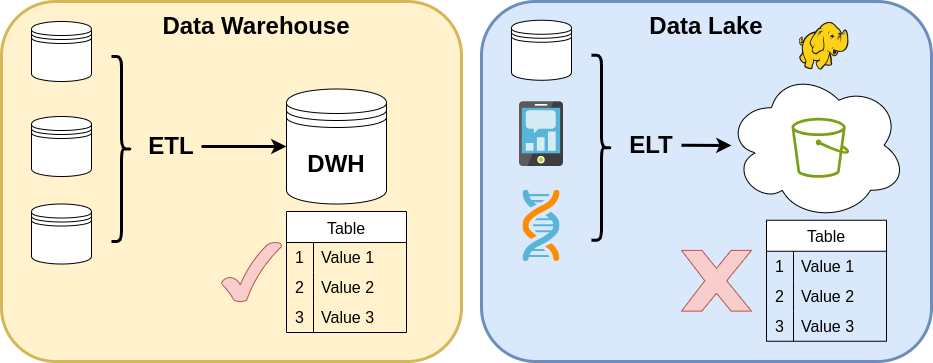 Data Warehouse
ETL
DWH
Table
1 Value 1
2 Value 2
3 Value 3
Data Lake
ELT
Table
1 Value 1
2 Value 2
3 Value 3